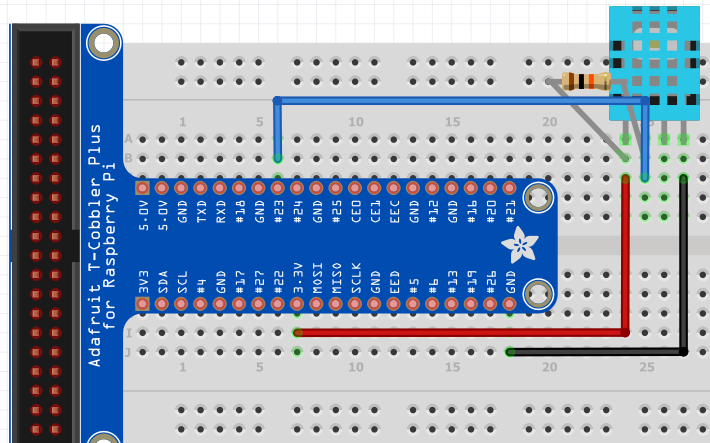 1 5 10 15 20 25
A
B
5.0V 5.0V GND TXD RXD #18 GND #23 #24 GND #25 CE0 CE1 EEC GND #12 GND #16 #20 #21
Adafruit T-Cobbler Plus
for Raspberry Pi
3V3 SDA SCL #4 GND #17 #27 #22 3.3V MOSI MISO SCLK GND EED #5 #6 #13 #19 #26 GND
I
J
1 5 10 15 20 25